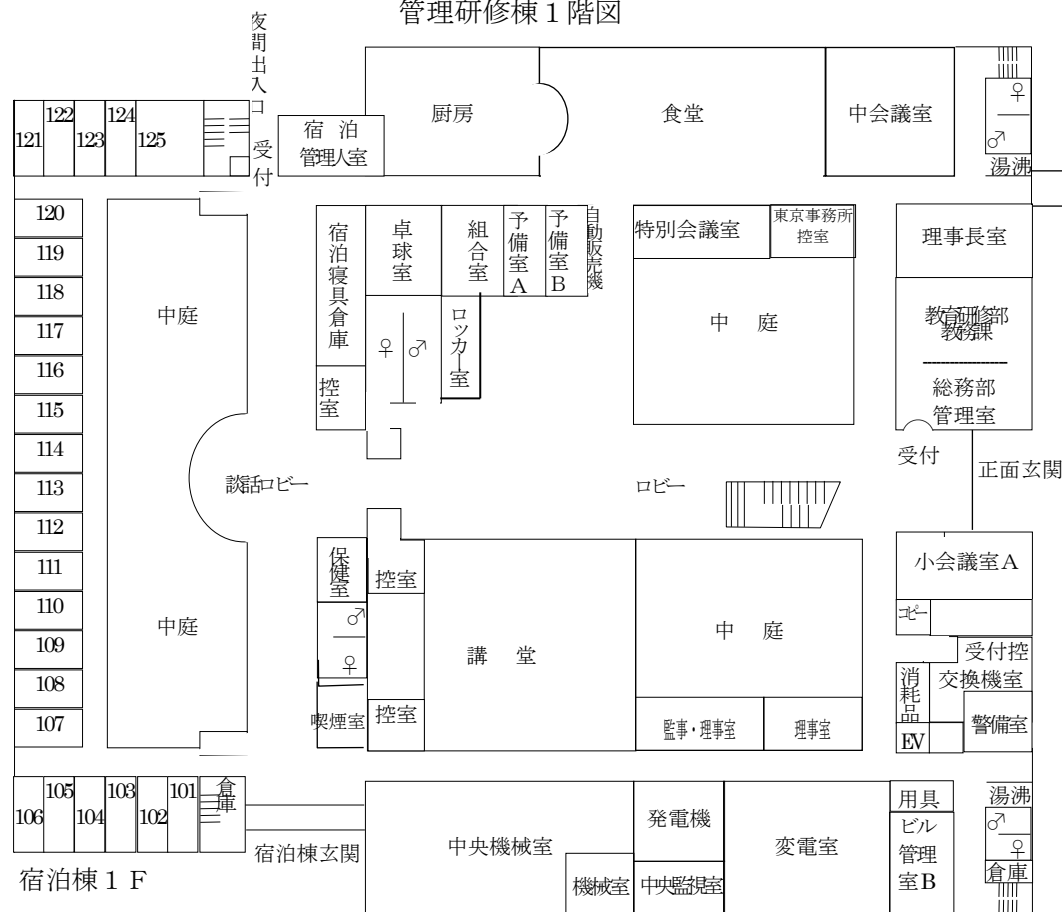 管理研修棟１階図
夜間出入口
厨房
食堂
中会議室
♀
♂
湯沸
121
122
123
124
125
受付
宿 泊
管理人室
120
119
118
117
116
115
114
113
112
111
110
109
108
107
中庭
中庭
談話ロビー
宿泊寝具倉庫
控室
卓球室
組合室
予備室A
予備室B
自動販売機
♀
♂
ロッカー室
特別会議室
東京事務所
控室
中 庭
理事長室
教育研修部
教務課
総務部
管理室
受付
正面玄関
ロビー
保健室
♂
♀
喫煙室
控室
控室
講 堂
中 庭
監事・理事室
理事室
小会議室A
コピー
受付控
交換機室
消耗品
警備室
EV
106
105
104
103
102
101
倉庫
宿泊棟玄関
宿泊棟１F
中央機械室
機械室
発電機
中央監視室
変電室
用具
ビル
管理
室B
湯沸
♂
♀
倉庫